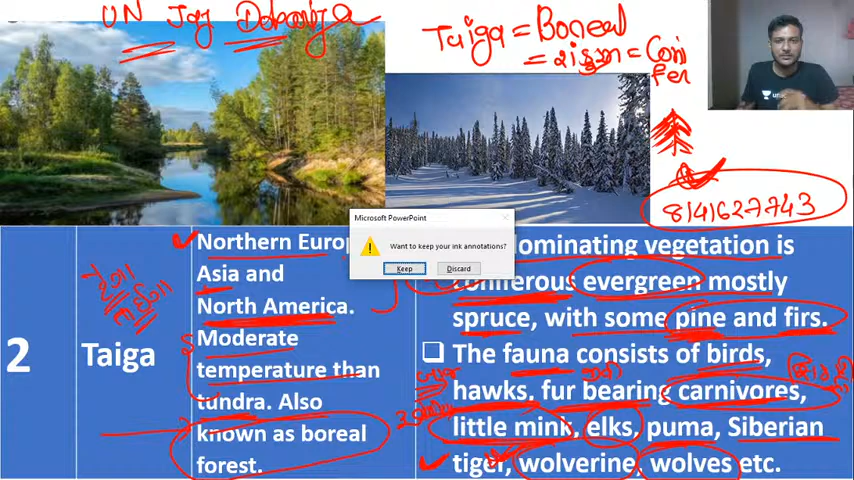 UN Jay Dobariya
Taiga = Boreal
= = Coni
fer
8141627743
Microsoft PowerPoint
Want to keep your ink annotations?
Keep Discard
2
Taiga
Northern Europ
Asia and
North America.
Moderate
temperature than
tundra. Also
known as boreal
forest.
ominating vegetation is
coniferous evergreen mostly
spruce, with some pine and firs.
❑ The fauna consists of birds,
hawks, fur bearing carnivores,
little mink, elks, puma, Siberian
tiger, wolverine, wolves etc.